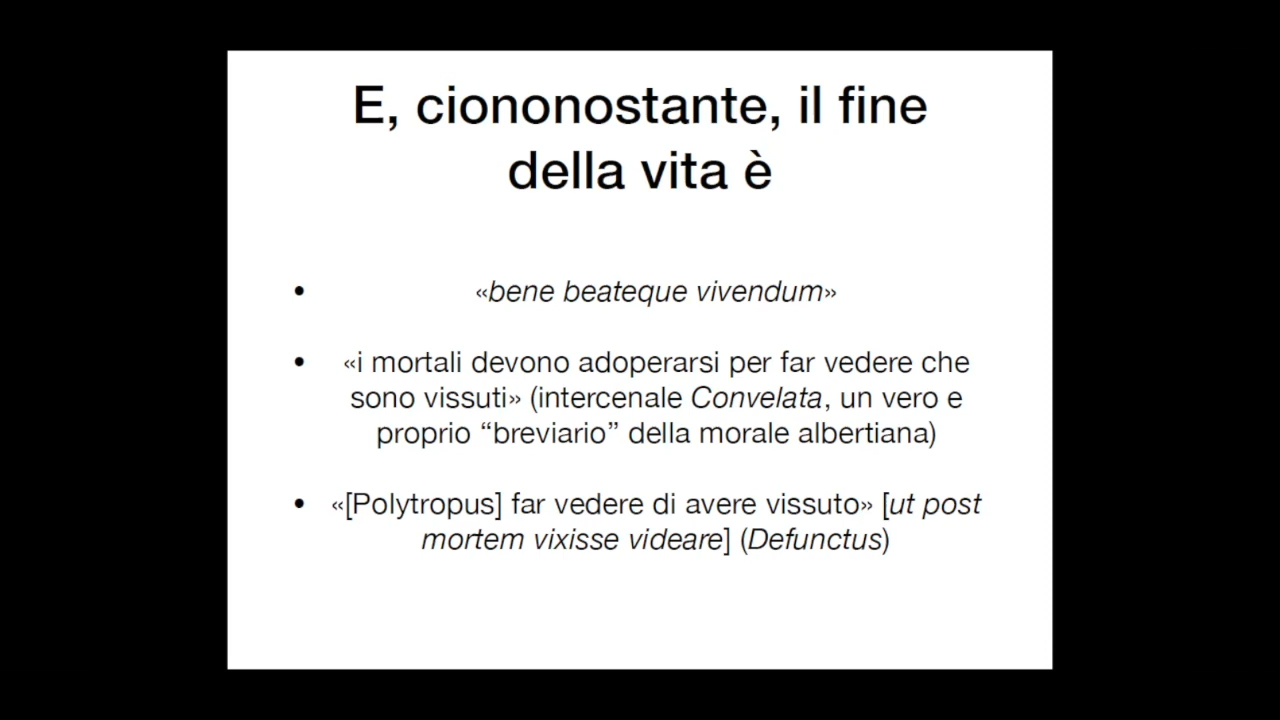 E, ciononostante, il fine
della vita è
• «bene beateque vivendum»
• «i mortali devono adoperarsi per far vedere che
sono vissuti» (intercenale Convelata, un vero e
proprio “breviario” della morale albertiana)
• «[Polytropus] far vedere di avere vissuto» [ut post
mortem vixisse videare] (Defunctus)